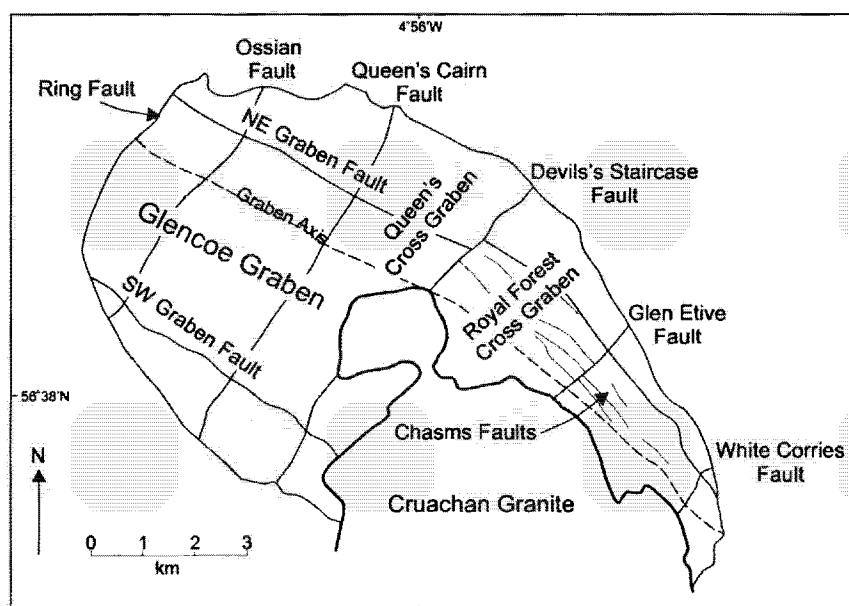 4°56'W
Ossian
Fault
Queen's Cairn
Fault
Ring Fault
NE Graben Fault
Devils's Staircase
Fault
Queen's
Cross Graben
Graben Axis
Glencoe Graben
Royal Forest
Cross Graben
SW Graben Fault
Glen Etive
Fault
56°38'N
Chasms Faults
White Corries
Fault
N
Cruachan Granite
0 1 2 3
km